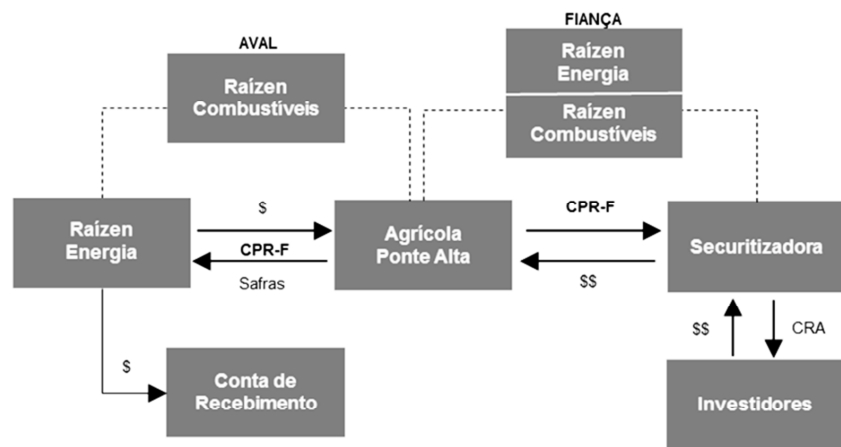 AVAL
Raízen
Combustíveis
FIANÇA
Raízen
Energia
Raízen
Combustíveis
Raízen
Energia
$
CPR-F
Safras
Agrícola
Ponte Alta
CPR-F
$$
Securitizadora
$$
CRA
Investidores
$
Conta de
Recebimento